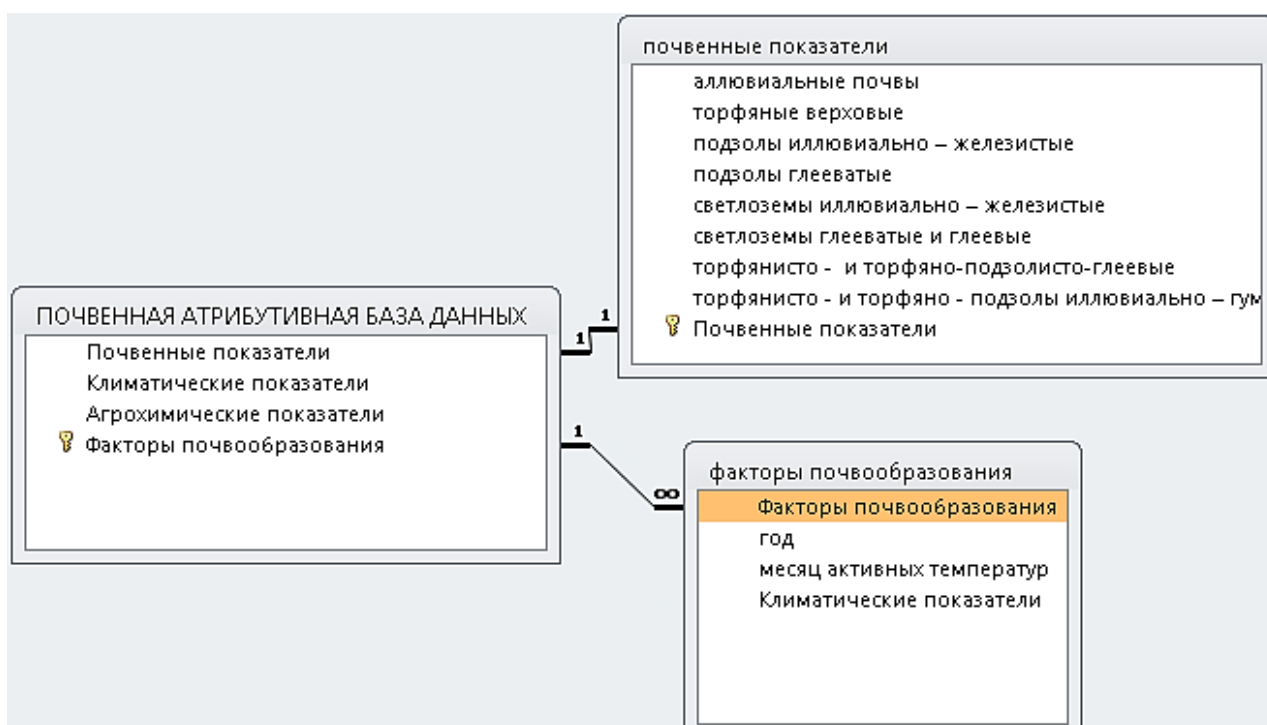 почвенные показатели
аллювиальные почвы
торфяные верховые
подзолы иллювиально – железистые
подзолы глееватые
светлоземы иллювиально – железистые
светлоземы глееватые и глеевые
торфянисто - и торфяно-подзолисто-глеевые
торфянисто - и торфяно - подзолы иллювиально – гум
Почвенные показатели
ПОЧВЕННАЯ АТРИБУТИВНАЯ БАЗА ДАННЫХ
Почвенные показатели
Климатические показатели
Агрохимические показатели
Факторы почвообразования
1
1
1
∞
факторы почвообразования
Факторы почвообразования
год
месяц активных температур
Климатические показатели